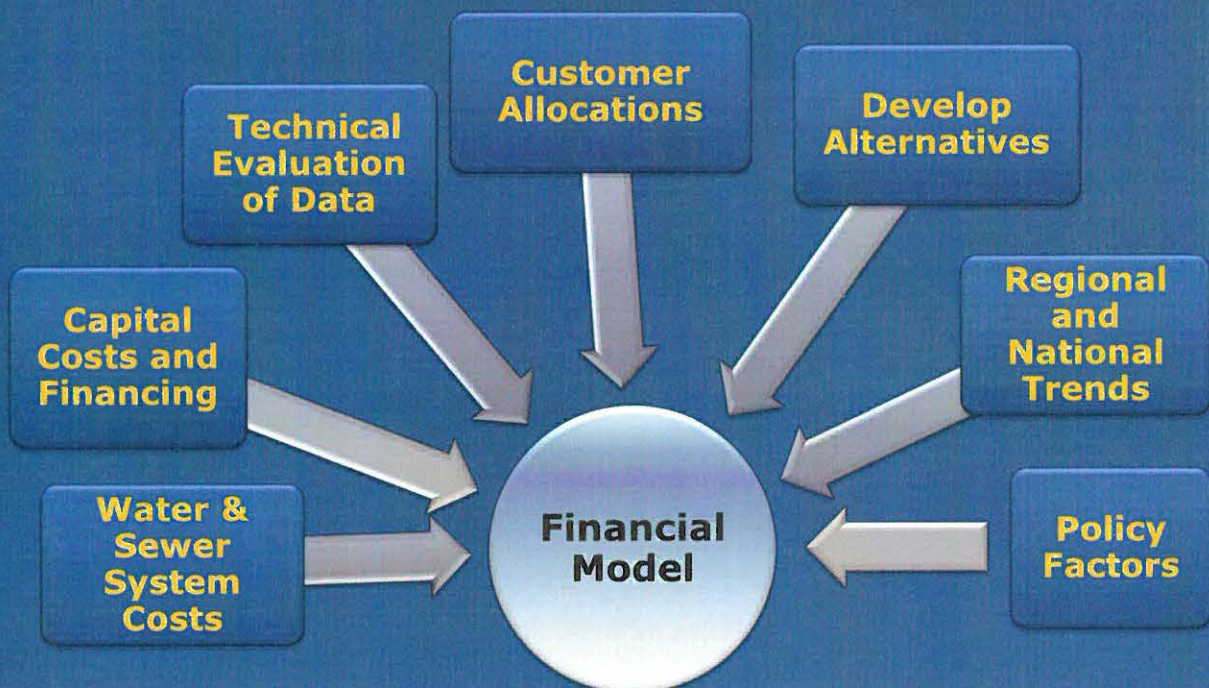 Customer
Allocations
Develop
Alternatives
Technical
Evaluation
of Data
Regional
and
National
Trends
Capital
Costs and
Financing
Water &
Sewer
System
Costs
Financial
Model
Policy
Factors